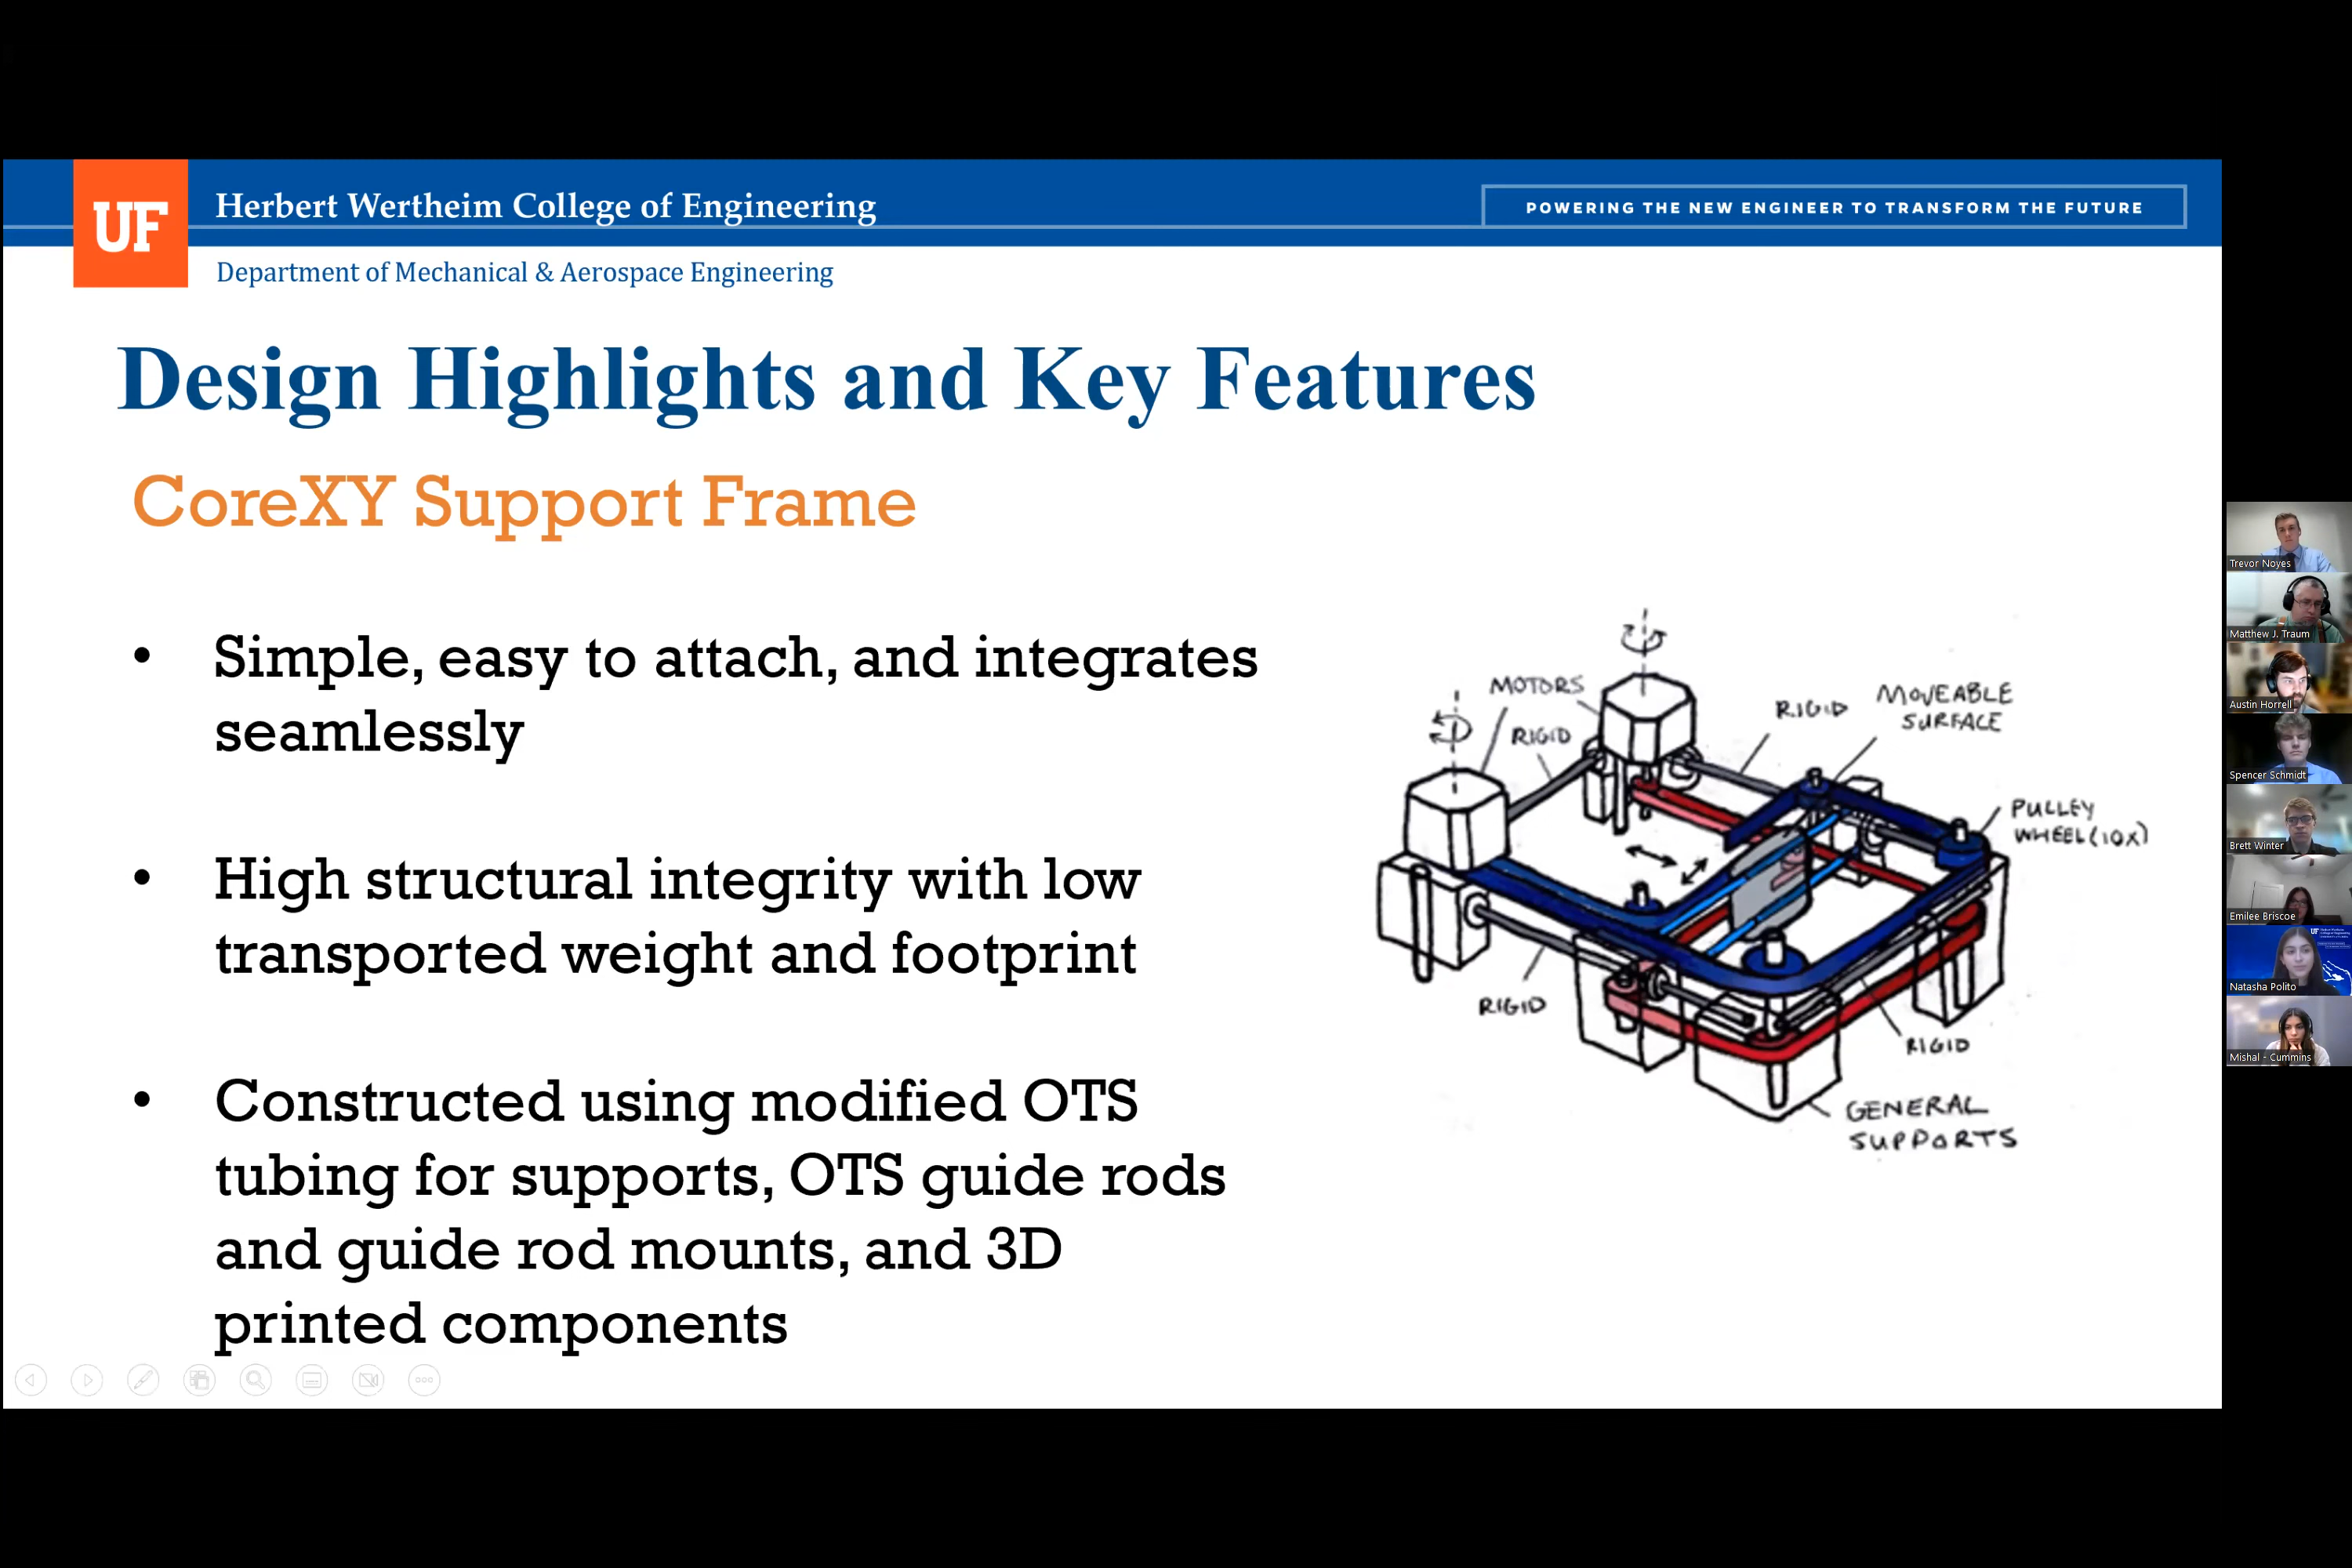 UF
Herbert Wertheim College of Engineering
POWERING THE NEW ENGINEER TO TRANSFORM THE FUTURE
Department of Mechanical & Aerospace Engineering
Design Highlights and Key Features
CoreXY Support Frame
• Simple, easy to attach, and integrates
seamlessly
• High structural integrity with low
transported weight and footprint
• Constructed using modified OTS
tubing for supports, OTS guide rods
and guide rod mounts, and 3D
printed components
MOTORS
RIGID
RIGID
MOVEABLE
SURFACE
PULLEY
WHEEL (10X)
RIGID
RIGID
GENERAL
SUPPORTS
Trevor Noyes
Matthew J. Traum
Austin Horrell
Spencer Schmidt
Brett Winter
Emilee Briscoe
Natasha Polito
Mishal - Cummins